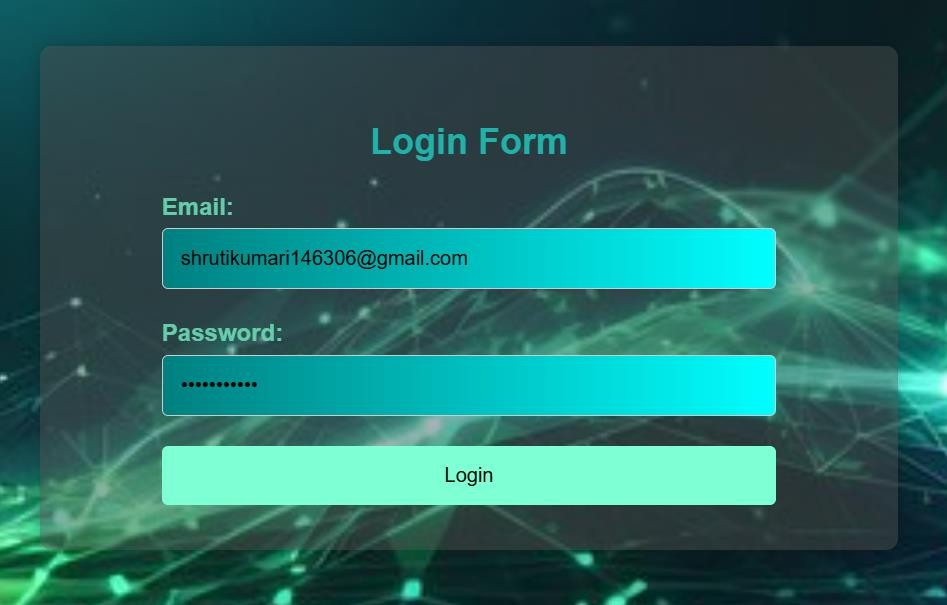 Login Form
Email:
shrutikumari146306@gmail.com
Password:
•••••••••••
Login